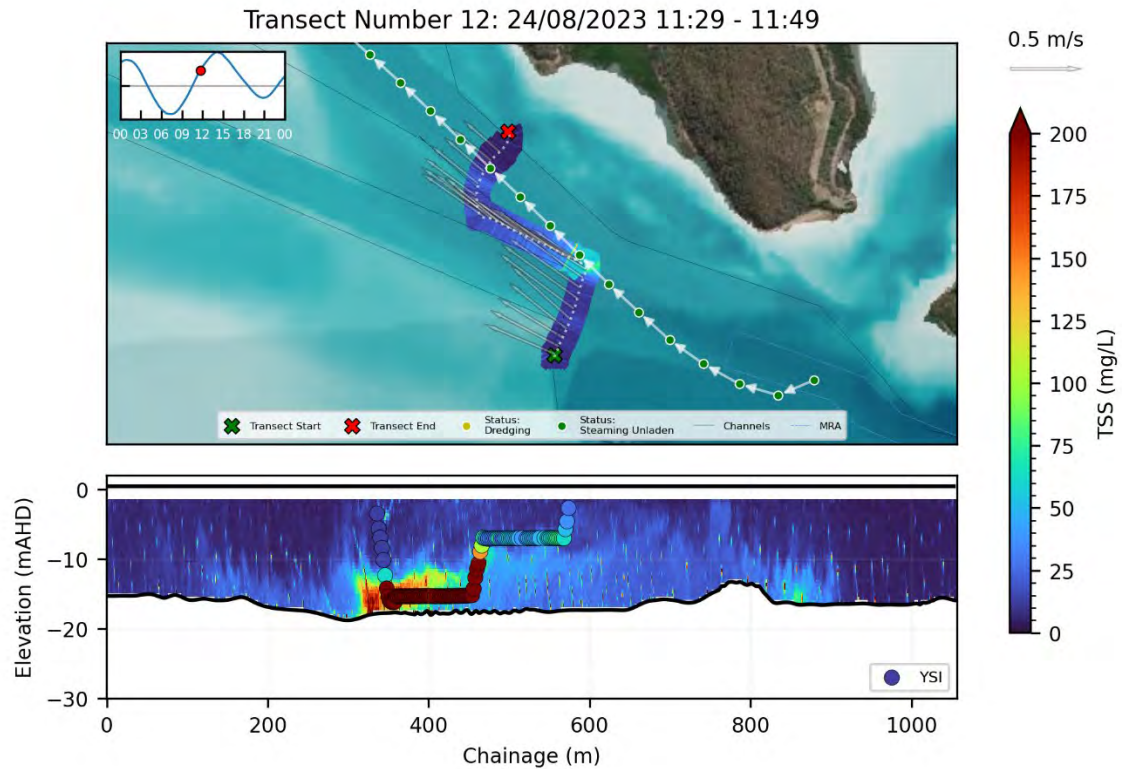 Transect Number 12: 24/08/2023 11:29 - 11:49
0.5 m/s
00 03 06 09 12 15 18 21 00
Transect Start
Transect End
Status:
Dredging
Status:
Steaming Unladen
Channels
MRA
200
175
150
125
100
75
50
25
0
TSS (mg/L)
0
−10
−20
−30
Elevation (mAHD)
YSI
0 200 400 600 800 1000
Chainage (m)